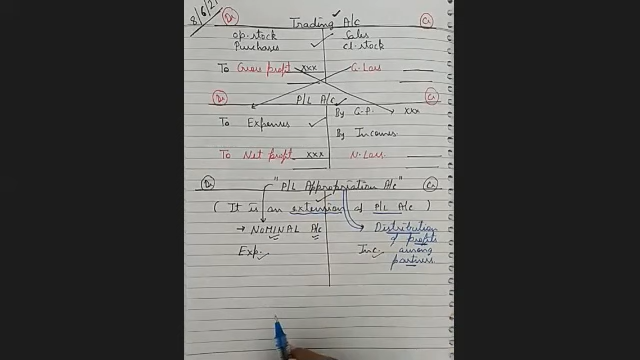 8/6/21
Dr Trading A/c Cr
op. stock Sales
Purchases cl. stock
To Gross profit xxx G. Loss
Dr P/L A/c Cr
To Expenses By G.P. xxx
By Incomes
To Net profit xxx N. Loss
Dr "P/L Appropriation A/c" Cr
( It is an extension of P/L A/c )
→ NOMINAL A/c Distribution
of profits
Exp. Inc. among
partners.